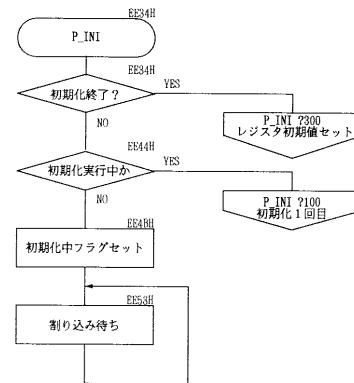 EE34H
P_INI
EE34H
初期化終了？
YES
NO
P_INI ?300
レジスタ初期値セット
EE44H
初期化実行中か
YES
NO
P_INI ?100
初期化１回目
EE4BH
初期化中フラグセット
EE53H
割り込み待ち